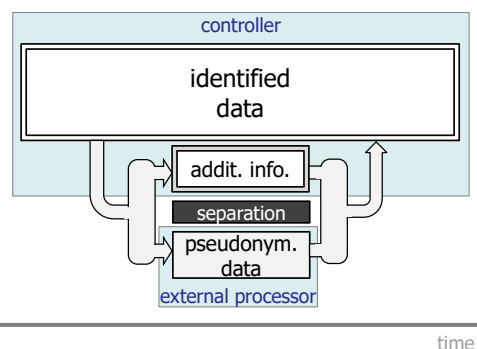 controller
identified
data
addit. info.
separation
pseudonym.
data
external processor
time